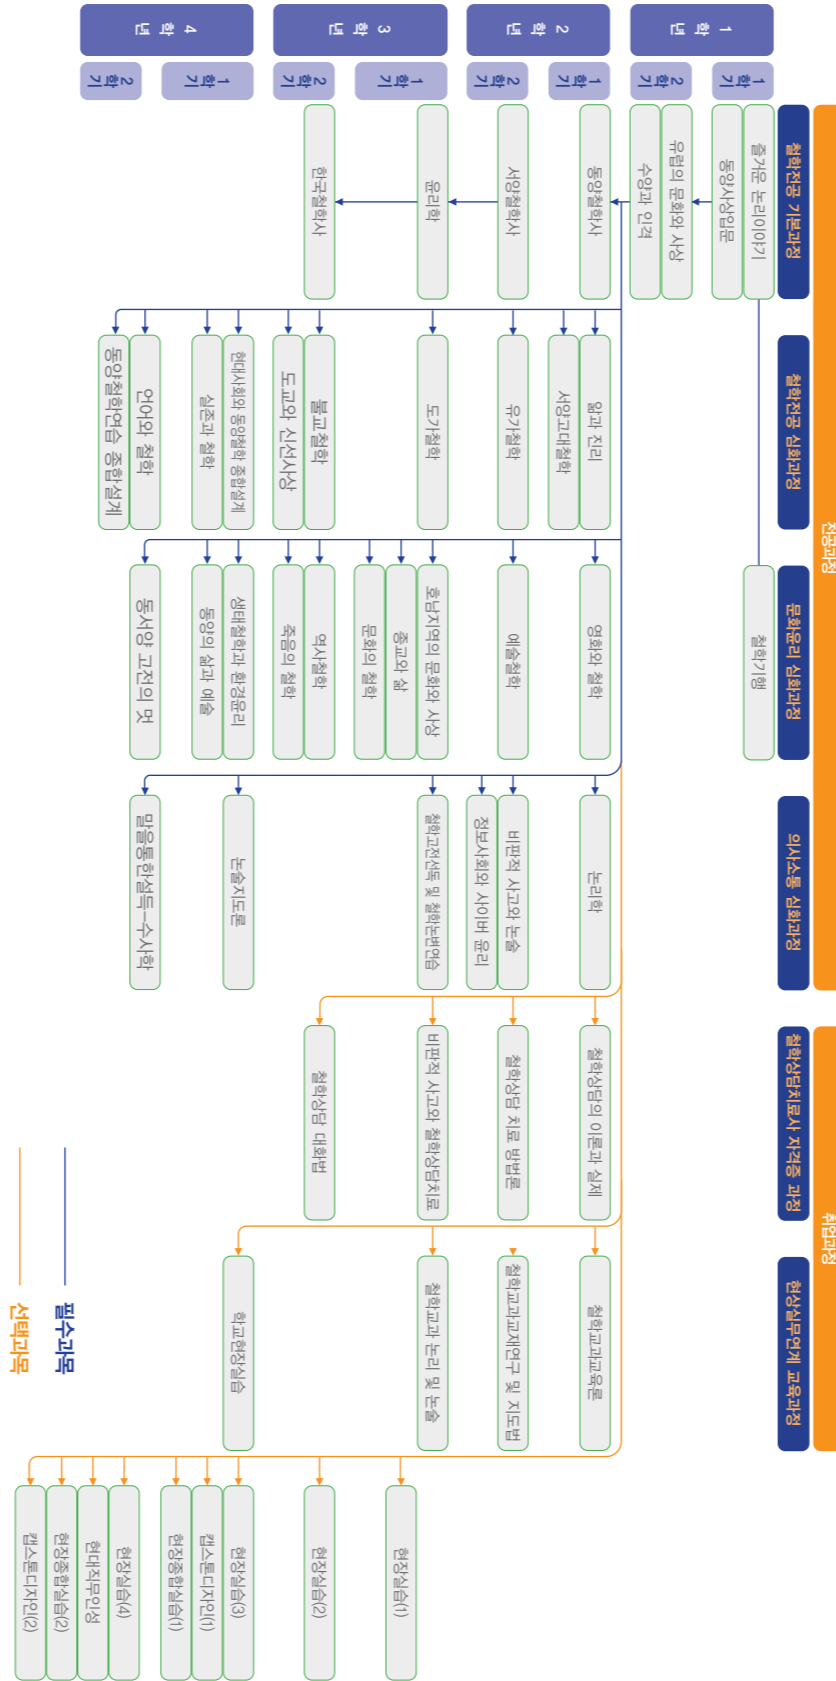 전공과정
취업과정
철학전공 기본과정
철학전공 심화과정
문화윤리 심화과정
의사소통 심화과정
철학상담치료사 자격증 과정
현상실무연계 교육과정
1 학 년
1학기
2학기
즐거운 논리이야기
철학기행
동양사상입문
유럽의 문화와 사상
수양과 인격
2 학 년
1학기
2학기
동양철학사
앎과 진리
영화와 철학
논리학
철학상담의 이론과 실제
철학교과교육론
서양고대철학
서양철학사
유가철학
예술철학
비판적 사고와 논술
철학상담 치료 방법론
철학교과교재연구 및 지도법
정보사회와 사이버 윤리
3 학 년
1학기
2학기
윤리학
도가철학
호남지역의 문화와 사상
철학고전선독 및 철학논변연습
비판적 사고와 철학상담치료
철학교과 논리 및 논술
종교와 삶
현장실습(1)
문화의 철학
한국철학사
불교철학
역사철학
철학상담 대화법
현장실습(2)
도교와 신선사상
죽음의 철학
4 학 년
1학기
2학기
현대사회와 동양철학 종합설계
생태철학과 환경윤리
논술지도론
학교현장실습
현장실습(3)
실존과 철학
동양의 삶과 예술
캡스톤디자인(1)
현장종합실습(1)
언어와 철학
동서양 고전의 멋
말을통한설득-수사학
현장실습(4)
동양철학연습 종합설계
현대직무인성
현장종합실습(2)
캡스톤디자인(2)
필수과목
선택과목